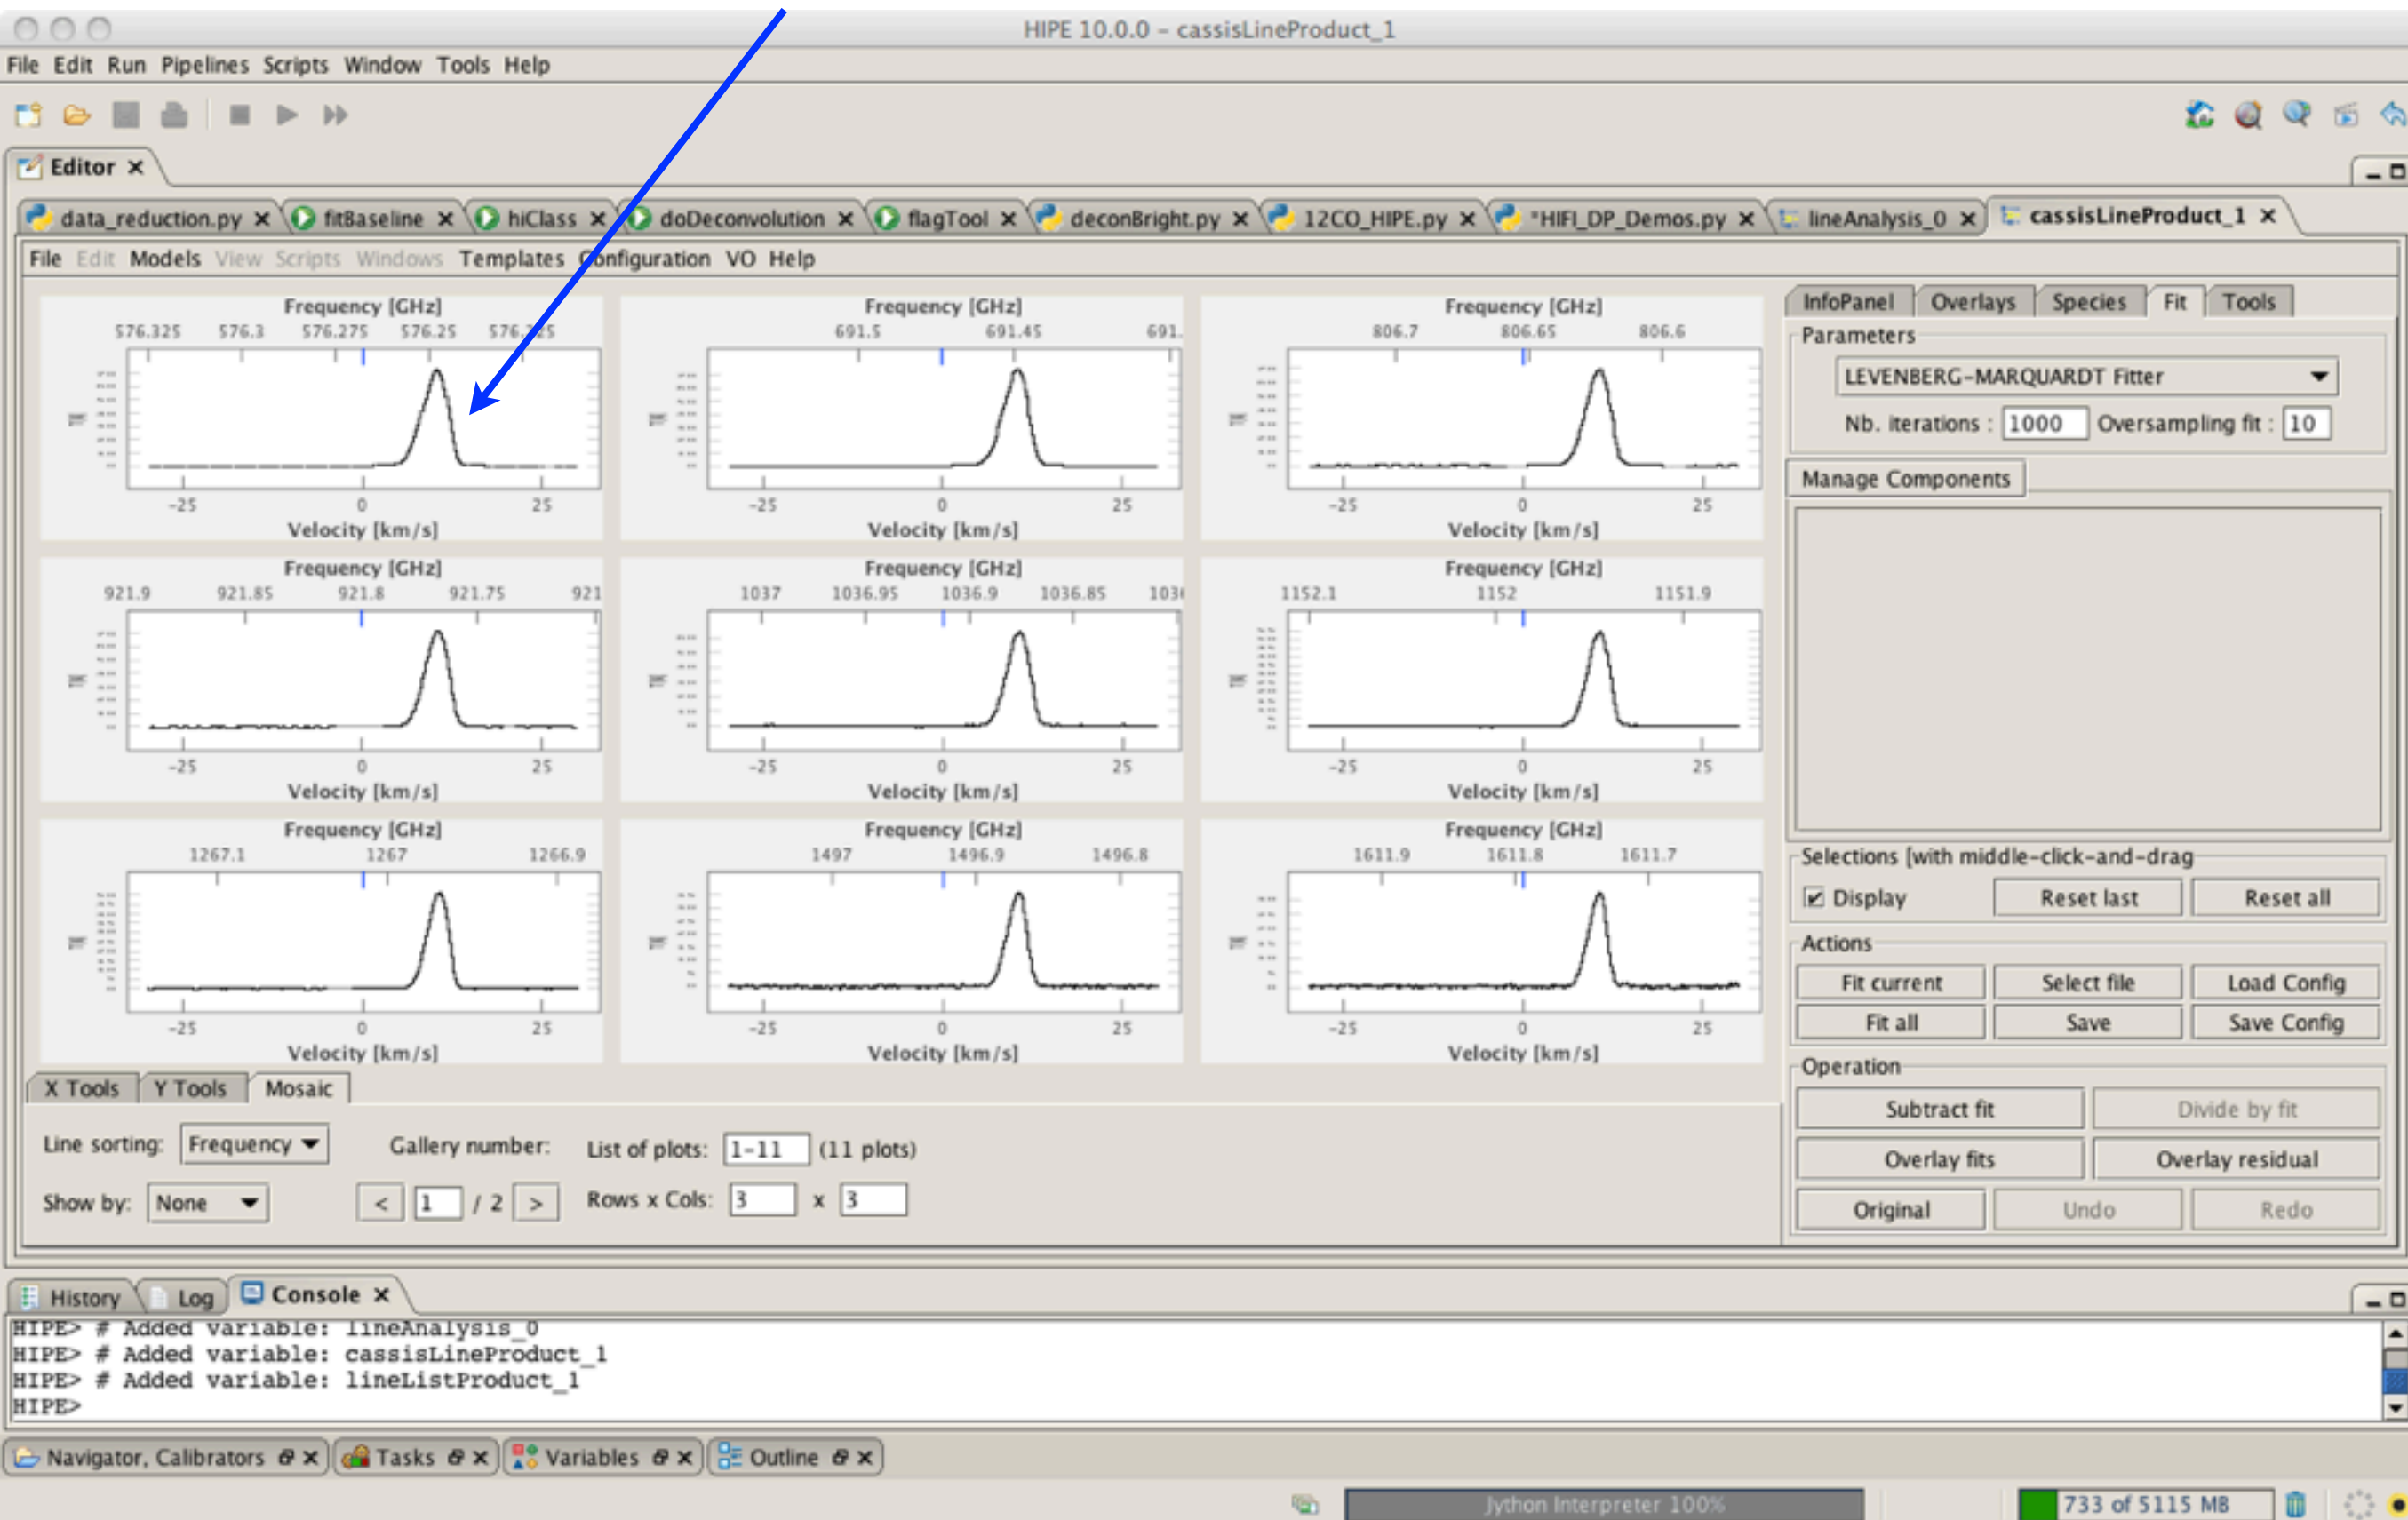 HIPE 10.0.0 - cassisLineProduct_1
File Edit Run Pipelines Scripts Window Tools Help
Editor
data_reduction.py fitBaseline hiClass doDeconvolution flagTool deconBright.py 12CO_HIPE.py *HIFI_DP_Demos.py lineAnalysis_0 cassisLineProduct_1
File Edit Models View Scripts Windows Templates Configuration VO Help
Frequency [GHz] Frequency [GHz] Frequency [GHz]
576.325 576.3 576.275 576.25 691.5 691.45 691. 806.7 806.65 806.6
-25 0 25 -25 0 25 -25 0 25
Velocity [km/s] Velocity [km/s] Velocity [km/s]
Frequency [GHz] Frequency [GHz] Frequency [GHz]
921.9 921.85 921.8 921.75 921 1037 1036.95 1036.9 1036.85 1152.1 1152 1151.9
-25 0 25 -25 0 25 -25 0 25
Velocity [km/s] Velocity [km/s] Velocity [km/s]
Frequency [GHz] Frequency [GHz] Frequency [GHz]
1267.1 1267 1266.9 1497 1496.9 1496.8 1611.9 1611.8 1611.7
-25 0 25 -25 0 25 -25 0 25
Velocity [km/s] Velocity [km/s] Velocity [km/s]
X Tools Y Tools Mosaic
Line sorting: Frequency Gallery number: List of plots: 1-11 (11 plots)
Show by: None < 1 / 2 > Rows x Cols: 3 x 3
InfoPanel Overlays Species Fit Tools
Parameters
LEVENBERG-MARQUARDT Fitter
Nb. iterations : 1000 Oversampling fit : 10
Manage Components
Selections [with middle-click-and-drag
Display Reset last Reset all
Actions
Fit current Select file Load Config
Fit all Save Save Config
Operation
Subtract fit Divide by fit
Overlay fits Overlay residual
Original Undo Redo
History Log Console
HIPE> # Added variable: lineAnalysis_0
HIPE> # Added variable: cassisLineProduct_1
HIPE> # Added variable: lineListProduct_1
HIPE>
Navigator, Calibrators Tasks Variables Outline
Jython Interpreter 100% 733 of 5115 MB